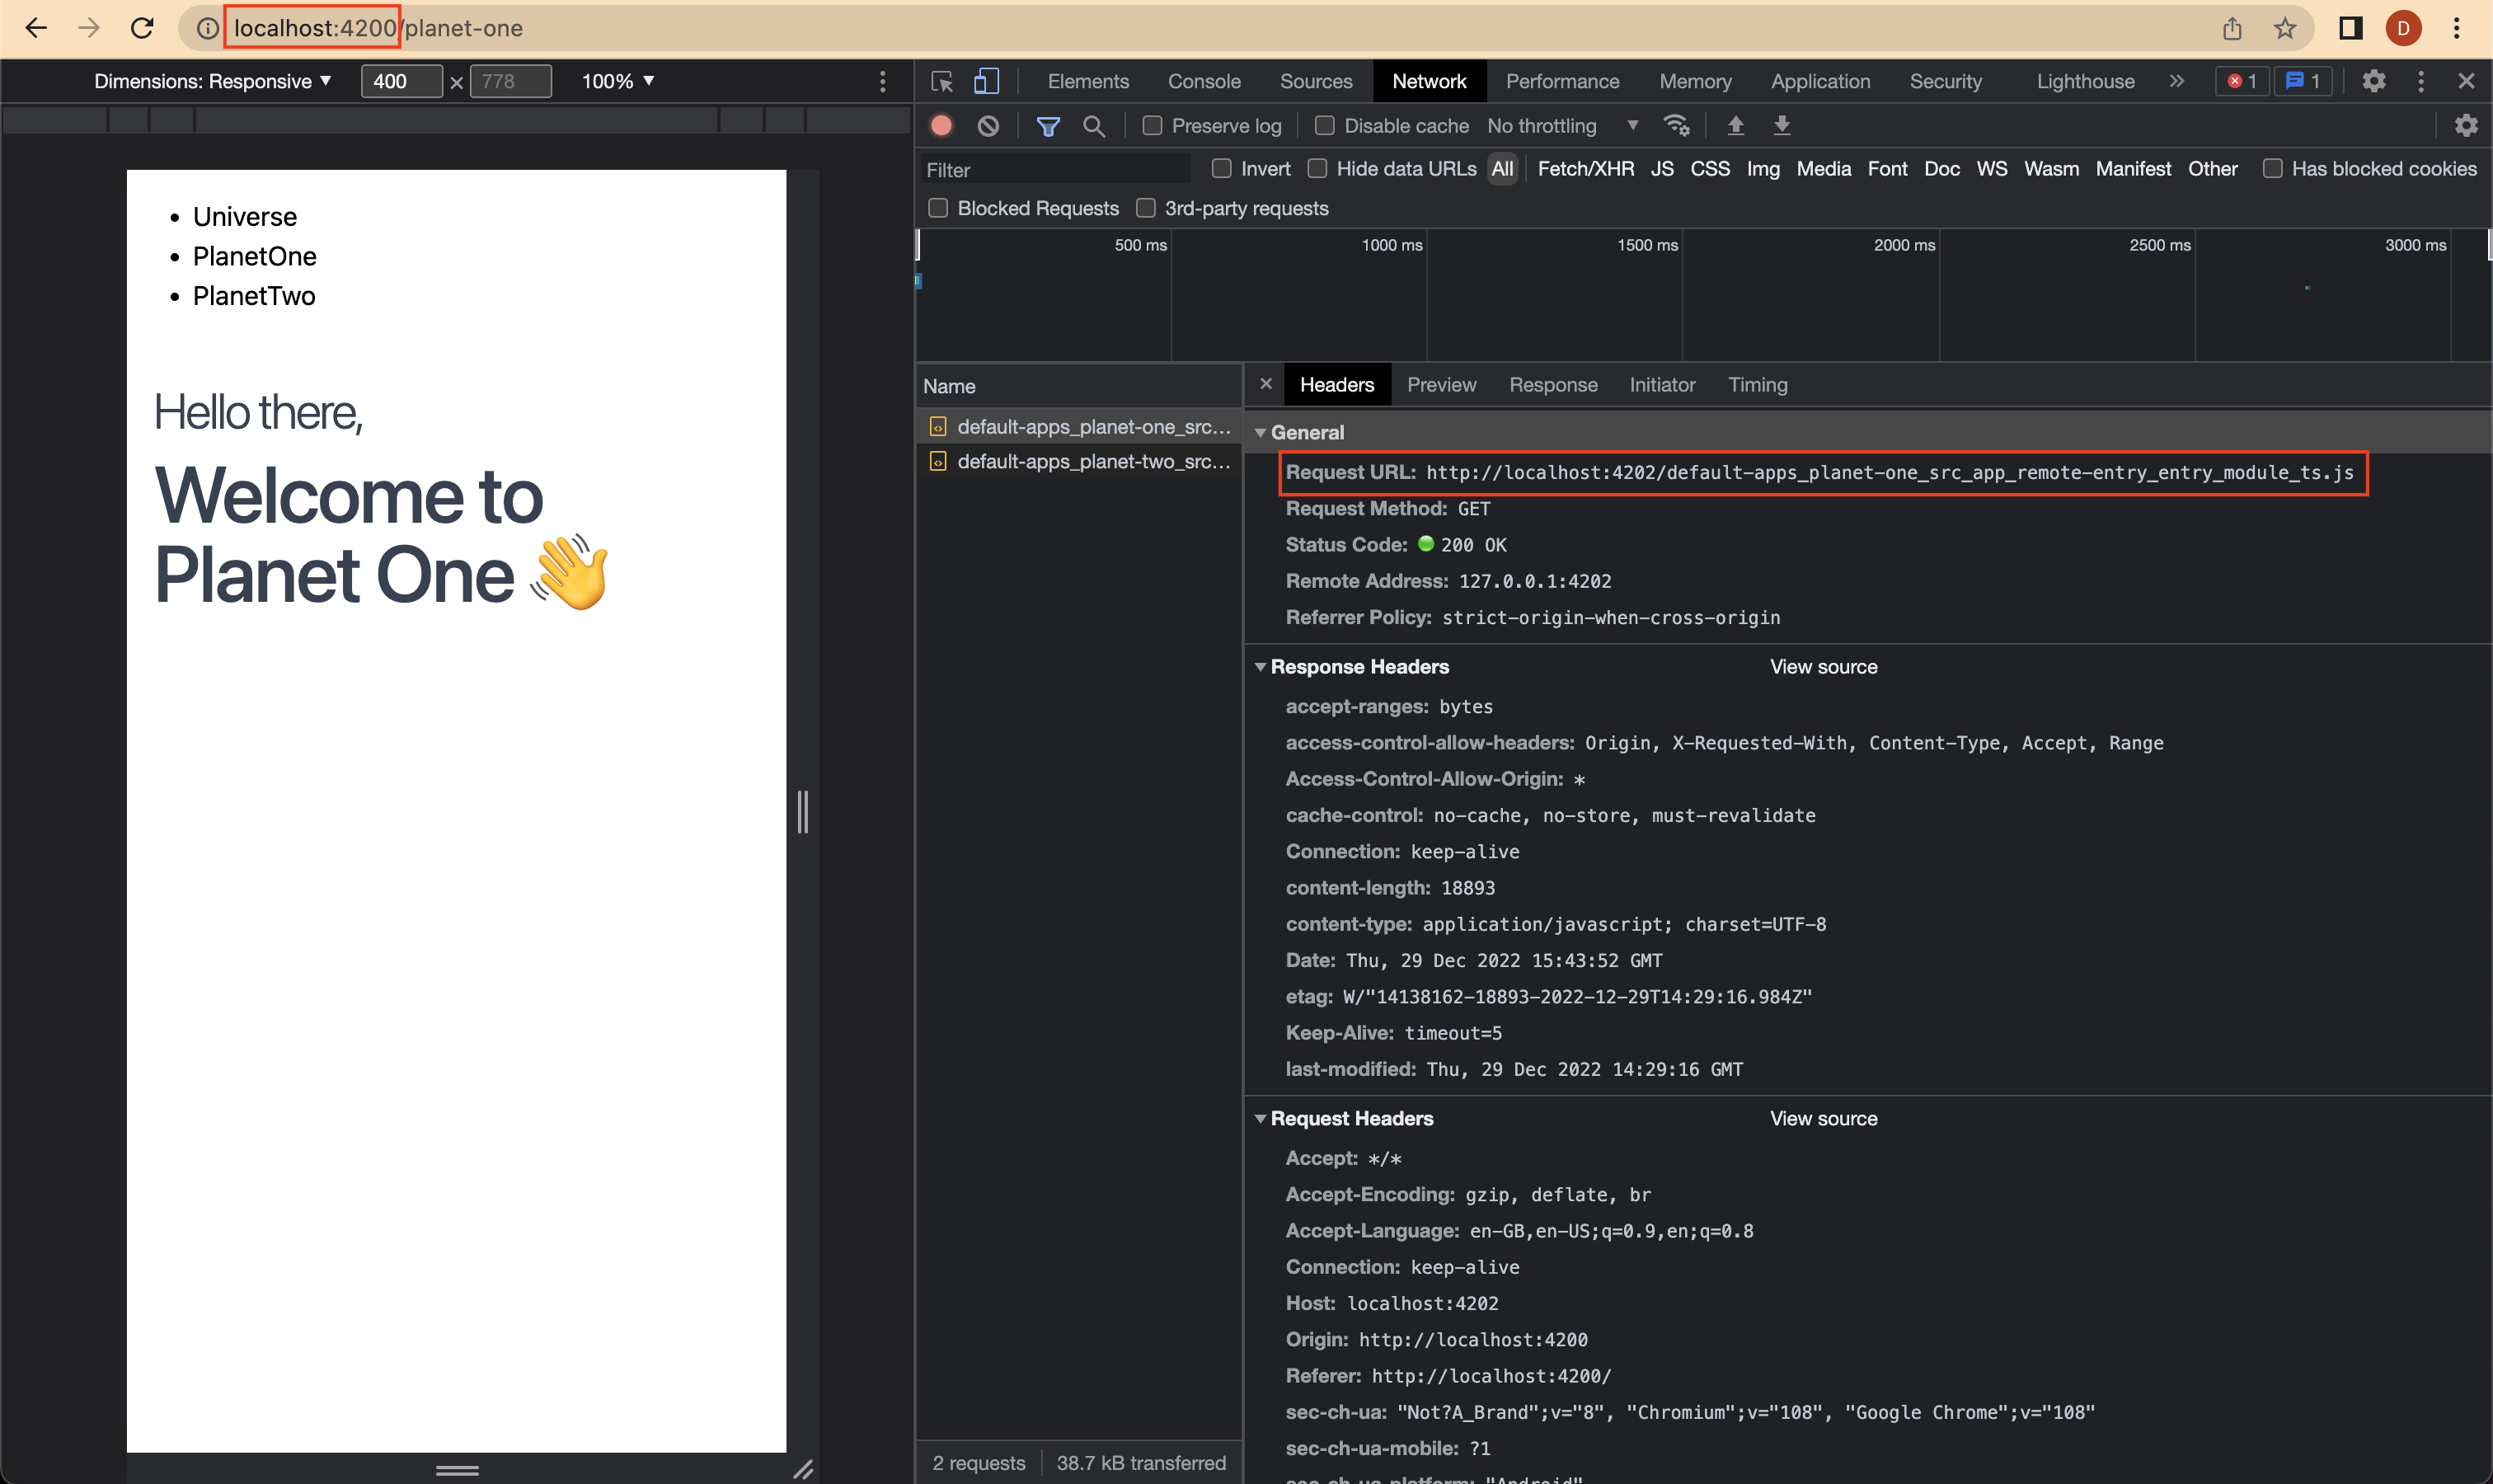 localhost:4200/planet-one
D
Dimensions: Responsive ▼ 400 × 778 100% ▼
Elements Console Sources Network Performance Memory Application Security Lighthouse » 1 1
Preserve log Disable cache No throttling ▼
Filter Invert Hide data URLs All Fetch/XHR JS CSS Img Media Font Doc WS Wasm Manifest Other Has blocked cookies
Blocked Requests 3rd-party requests
500 ms 1000 ms 1500 ms 2000 ms 2500 ms 3000 ms
• Universe
• PlanetOne
• PlanetTwo
Hello there,
Welcome to
Planet One 👋
Name
default-apps_planet-one_src...
default-apps_planet-two_src...
2 requests 38.7 kB transferred
× Headers Preview Response Initiator Timing
▼ General
Request URL: http://localhost:4202/default-apps_planet-one_src_app_remote-entry_entry_module_ts.js
Request Method: GET
Status Code: 200 OK
Remote Address: 127.0.0.1:4202
Referrer Policy: strict-origin-when-cross-origin
▼ Response Headers View source
accept-ranges: bytes
access-control-allow-headers: Origin, X-Requested-With, Content-Type, Accept, Range
Access-Control-Allow-Origin: *
cache-control: no-cache, no-store, must-revalidate
Connection: keep-alive
content-length: 18893
content-type: application/javascript; charset=UTF-8
Date: Thu, 29 Dec 2022 15:43:52 GMT
etag: W/"14138162-18893-2022-12-29T14:29:16.984Z"
Keep-Alive: timeout=5
last-modified: Thu, 29 Dec 2022 14:29:16 GMT
▼ Request Headers View source
Accept: */*
Accept-Encoding: gzip, deflate, br
Accept-Language: en-GB,en-US;q=0.9,en;q=0.8
Connection: keep-alive
Host: localhost:4202
Origin: http://localhost:4200
Referer: http://localhost:4200/
sec-ch-ua: "Not?A_Brand";v="8", "Chromium";v="108", "Google Chrome";v="108"
sec-ch-ua-mobile: ?1
sec-ch-ua-platform: "Android"